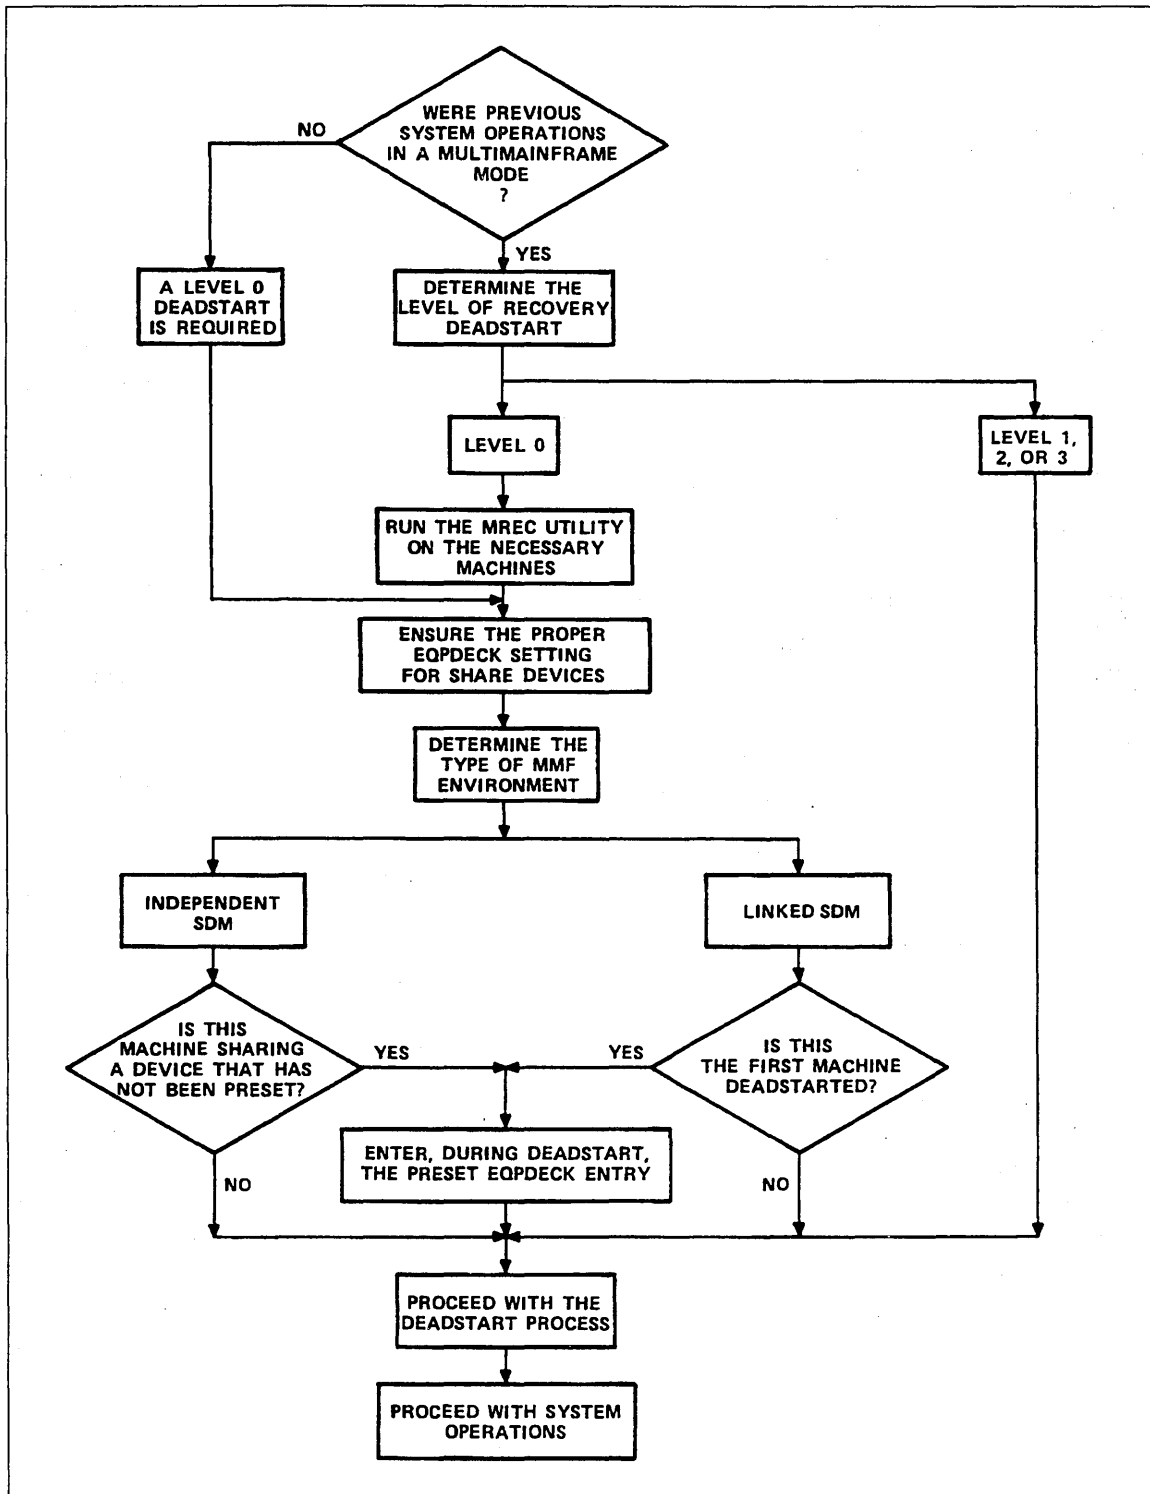 WERE PREVIOUS
SYSTEM OPERATIONS
IN A MULTIMAINFRAME
MODE
?
NO
YES
A LEVEL 0
DEADSTART
IS REQUIRED
DETERMINE THE
LEVEL OF RECOVERY
DEADSTART
LEVEL 0
LEVEL 1,
2, OR 3
RUN THE MREC UTILITY
ON THE NECESSARY
MACHINES
ENSURE THE PROPER
EQPDECK SETTING
FOR SHARE DEVICES
DETERMINE THE
TYPE OF MMF
ENVIRONMENT
INDEPENDENT
SDM
LINKED SDM
IS THIS
MACHINE SHARING
A DEVICE THAT HAS
NOT BEEN PRESET?
YES
YES
IS THIS
THE FIRST MACHINE
DEADSTARTED?
ENTER, DURING DEADSTART,
THE PRESET EQPDECK ENTRY
NO
NO
PROCEED WITH THE
DEADSTART PROCESS
PROCEED WITH SYSTEM
OPERATIONS